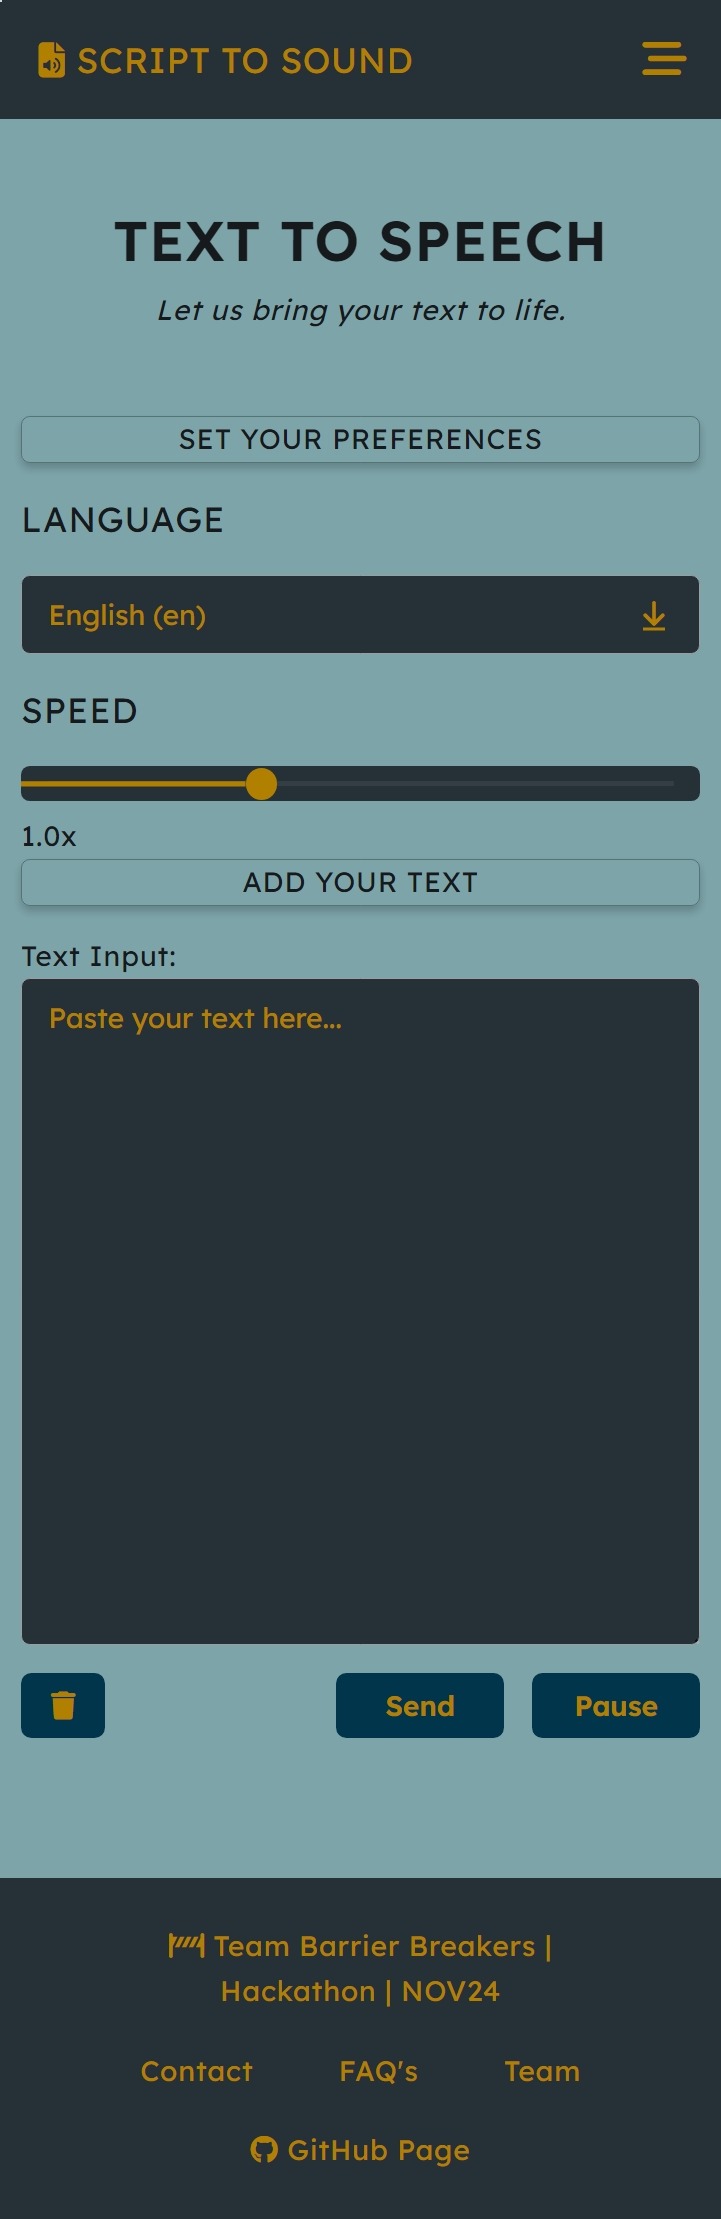 SCRIPT TO SOUND
TEXT TO SPEECH
Let us bring your text to life.
SET YOUR PREFERENCES
LANGUAGE
English (en)
SPEED
1.0x
ADD YOUR TEXT
Text Input:
Paste your text here...
Send Pause
Team Barrier Breakers |
Hackathon | NOV24
Contact FAQ's Team
GitHub Page